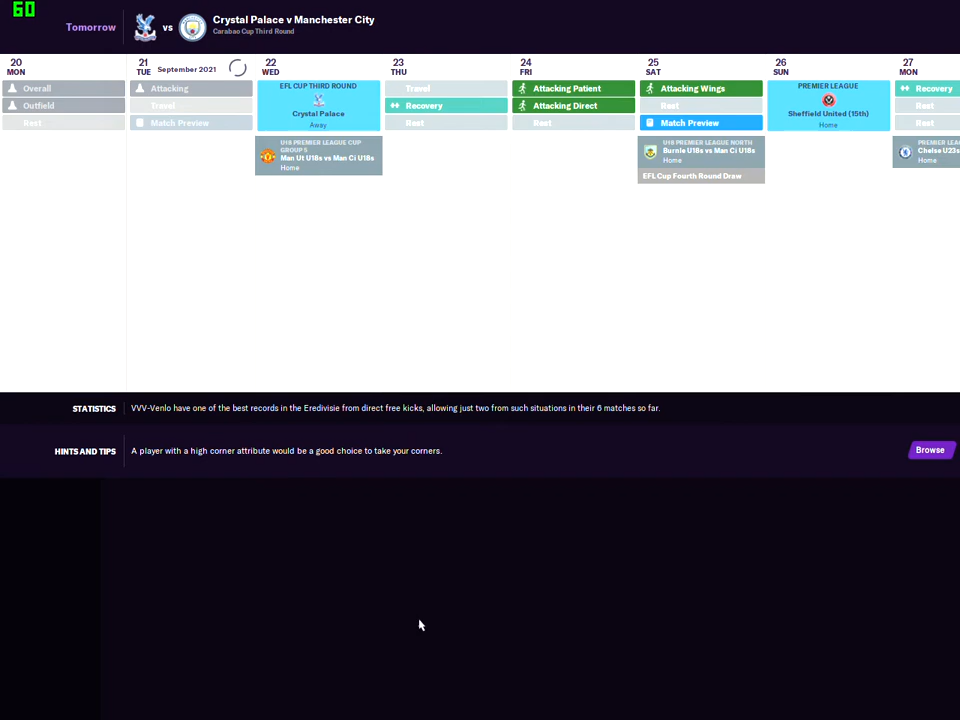 60
Tomorrow
vs
Crystal Palace v Manchester City
Carabao Cup Third Round
20
MON
Overall
Outfield
Rest
21
TUE
September 2021
Attacking
Travel
Match Preview
22
WED
EFL CUP THIRD ROUND
Crystal Palace
Away
U18 PREMIER LEAGUE CUP
GROUP 5
Man Ut U18s vs Man Ci U18s
Home
23
THU
Travel
Recovery
Rest
24
FRI
Attacking Patient
Attacking Direct
Rest
25
SAT
Attacking Wings
Rest
Match Preview
U18 PREMIER LEAGUE NORTH
Burnle U18s vs Man Ci U18s
Home
EFL Cup Fourth Round Draw
26
SUN
PREMIER LEAGUE
Sheffield United (15th)
Home
27
MON
Recovery
Rest
Rest
PREMIER LEA
Chelse U23s
Home
STATISTICS
VVV-Venlo have one of the best records in the Eredivisie from direct free kicks, allowing just two from such situations in their 6 matches so far.
HINTS AND TIPS
A player with a high corner attribute would be a good choice to take your corners.
Browse